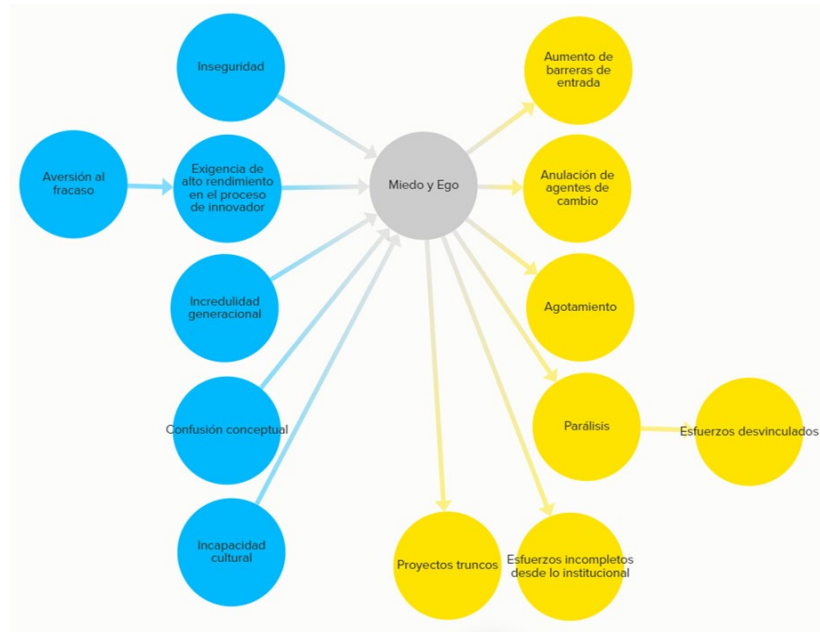 Inseguridad
Aversión al
fracaso
Exigencia de
alto rendimiento
en el proceso
de innovador
Incredulidad
generacional
Confusión conceptual
Incapacidad
cultural
Miedo y Ego
Aumento de
barreras de
entrada
Anulación de
agentes de
cambio
Agotamiento
Parálisis
Esfuerzos desvinculados
Proyectos truncos
Esfuerzos incompletos
desde lo institucional